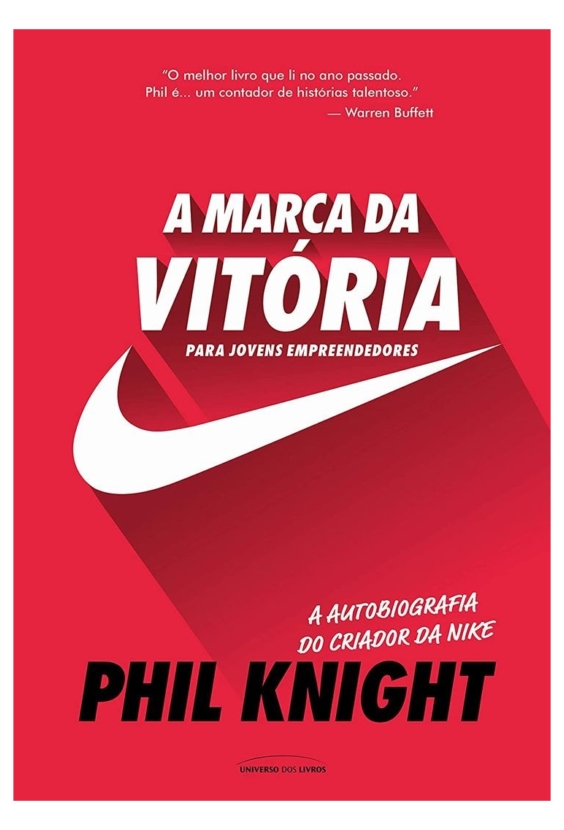 "O melhor livro que li no ano passado.
Phil é... um contador de histórias talentoso."
— Warren Buffett
A MARCA DA
VITÓRIA
PARA JOVENS EMPREENDEDORES
A AUTOBIOGRAFIA
DO CRIADOR DA NIKE
PHIL KNIGHT
UNIVERSO DOS LIVROS